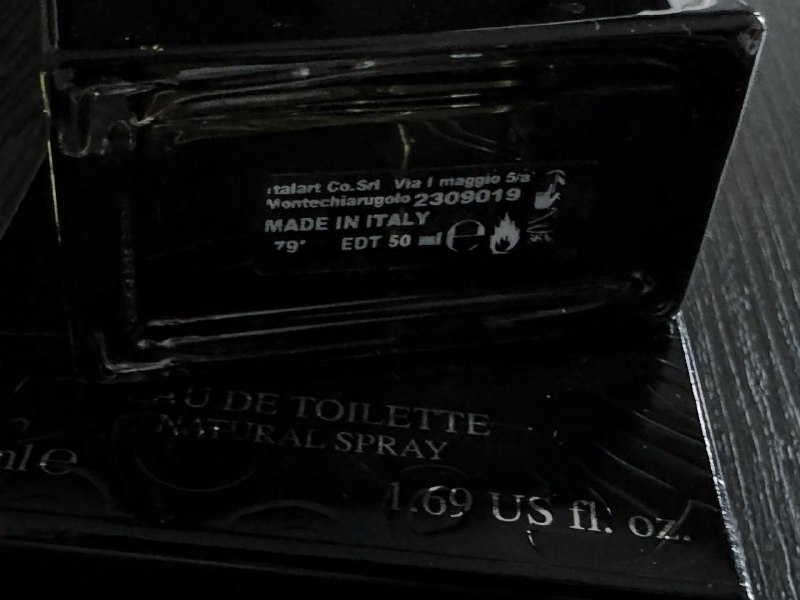 italart Co.Srl Via I maggio 5/a
Montechiarugolo 2309019
MADE IN ITALY
79° EDT 50 ml e
EAU DE TOILETTE
NATURAL SPRAY
ml e
1.69 US fl. oz.